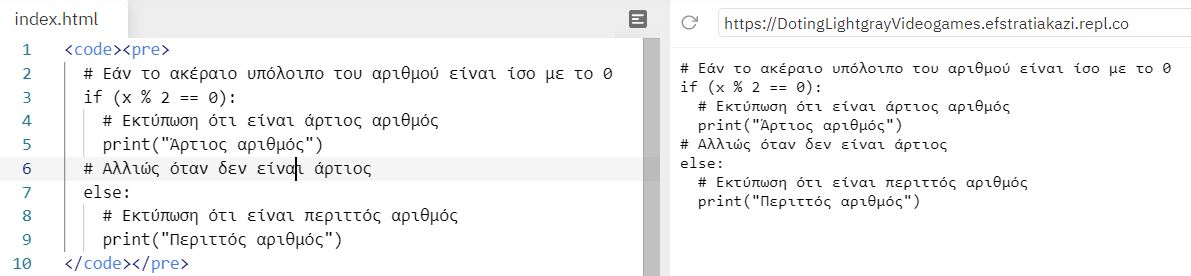 index.html
1 <code><pre>
2 # Εάν το ακέραιο υπόλοιπο του αριθμού είναι ίσο με το 0
3 if (x % 2 == 0):
4 # Εκτύπωση ότι είναι άρτιος αριθμός
5 print("Άρτιος αριθμός")
6 # Αλλιώς όταν δεν είναι άρτιος
7 else:
8 # Εκτύπωση ότι είναι περιττός αριθμός
9 print("Περιττός αριθμός")
10 </code></pre>
https://DotingLightgrayVideogames.efstratiakazi.repl.co
# Εάν το ακέραιο υπόλοιπο του αριθμού είναι ίσο με το 0
if (x % 2 == 0):
# Εκτύπωση ότι είναι άρτιος αριθμός
print("Άρτιος αριθμός")
# Αλλιώς όταν δεν είναι άρτιος
else:
# Εκτύπωση ότι είναι περιττός αριθμός
print("Περιττός αριθμός")